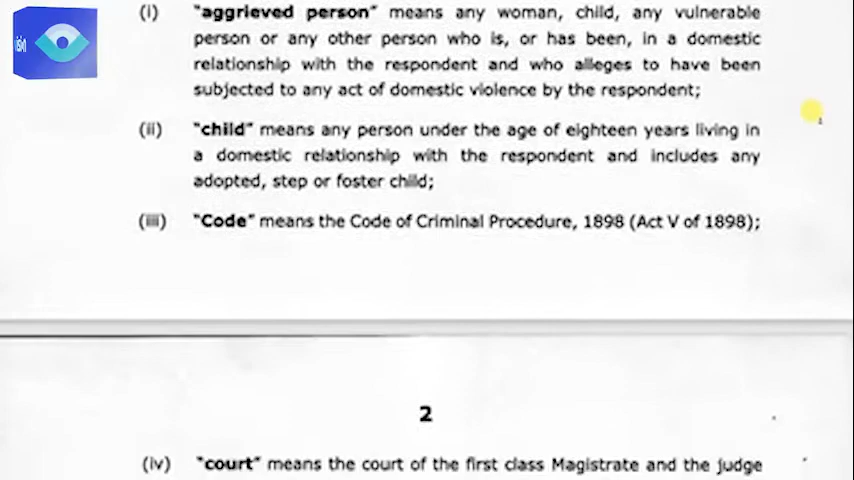 (i) "aggrieved person" means any woman, child, any vulnerable
person or any other person who is, or has been, in a domestic
relationship with the respondent and who alleges to have been
subjected to any act of domestic violence by the respondent;
(ii) "child" means any person under the age of eighteen years living in
a domestic relationship with the respondent and includes any
adopted, step or foster child;
(iii) "Code" means the Code of Criminal Procedure, 1898 (Act V of 1898);
2
(iv) "court" means the court of the first class Magistrate and the judge